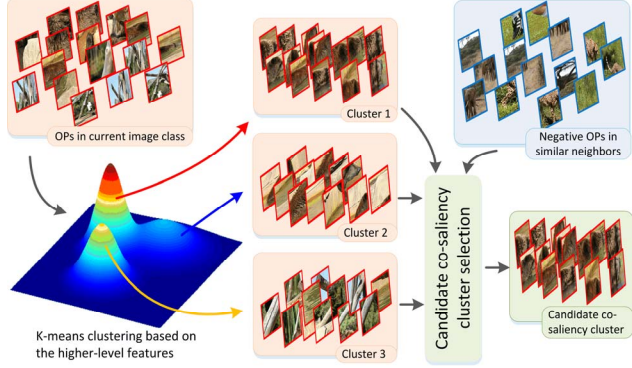 OPs in current image class
Cluster 1
Negative OPs in
similar neighbors
Cluster 2
Candidate co-saliency
cluster selection
Candidate co-
saliency cluster
K-means clustering based on
the higher-level features
Cluster 3